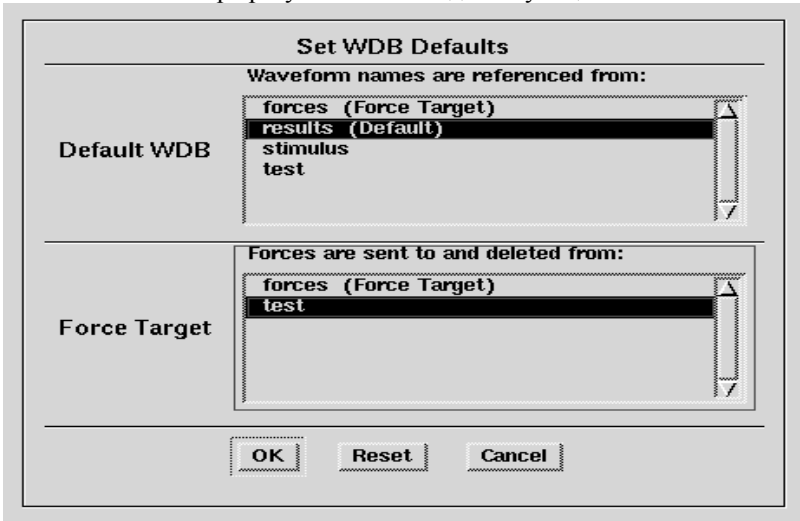 Set WDB Defaults
Waveform names are referenced from:
Default WDB
forces (Force Target)
results (Default)
stimulus
test
Forces are sent to and deleted from:
Force Target
forces (Force Target)
test
OK Reset Cancel